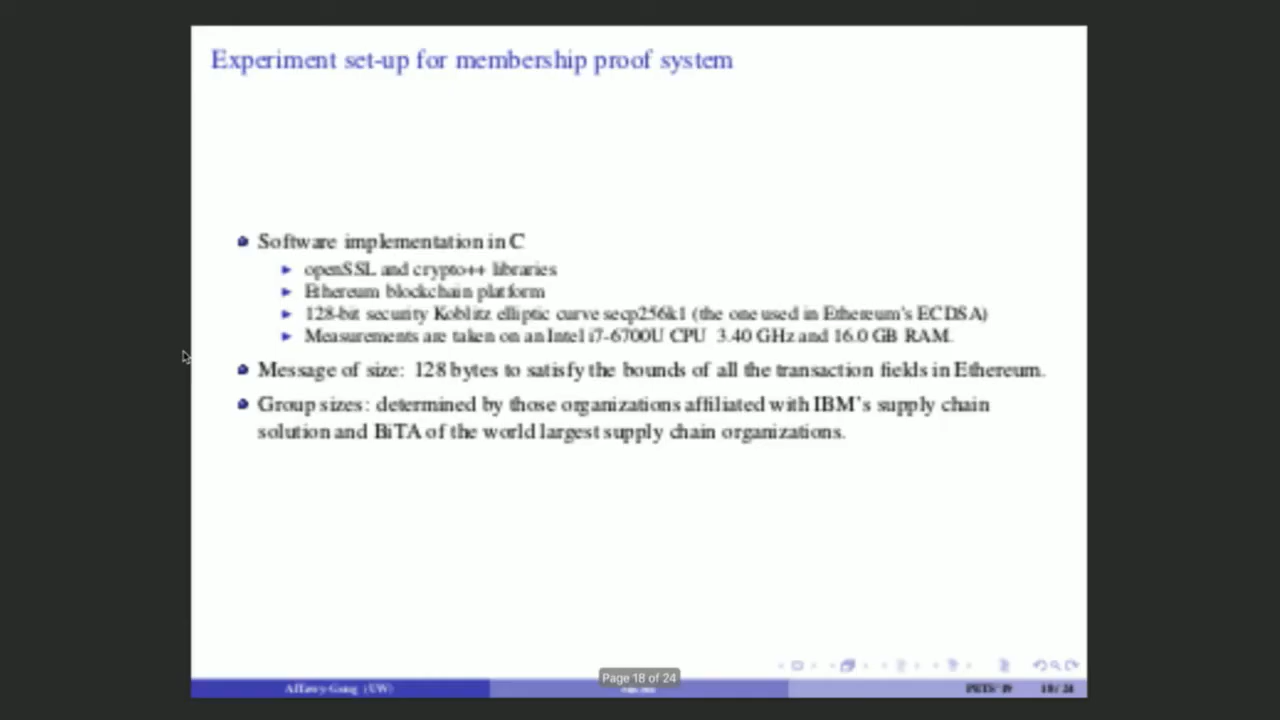 Experiment set-up for membership proof system
Software implementation in C
openSSL and crypto++ libraries
Ethereum blockchain platform
128-bit security Koblitz elliptic curve secp256k1 (the one used in Ethereum's ECDSA)
Measurements are taken on an Intel i7-6700U CPU 3.40 GHz and 16.0 GB RAM.
Message of size: 128 bytes to satisfy the bounds of all the transaction fields in Ethereum.
Group sizes: determined by those organizations affiliated with IBM's supply chain
solution and BiTA of the world largest supply chain organizations.
Page 18 of 24
(UW)
18/24